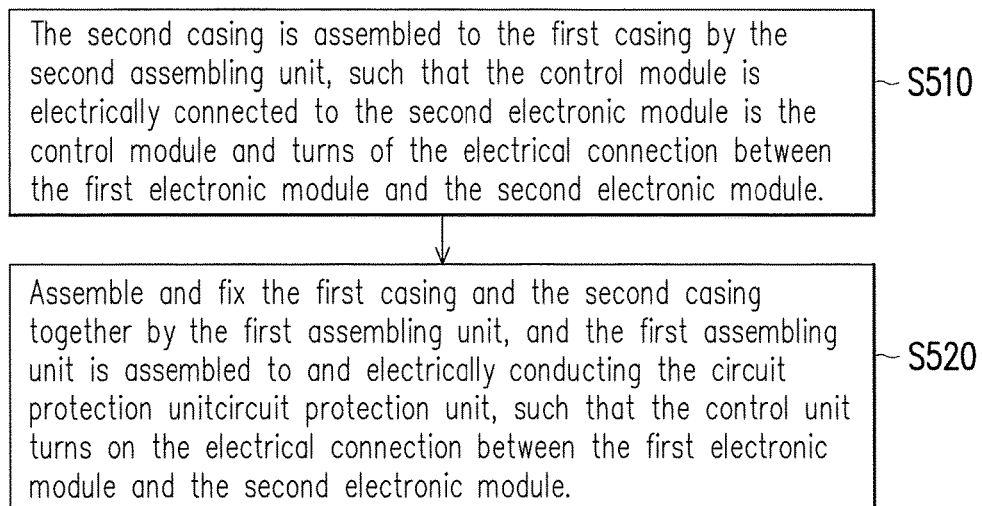 The second casing is assembled to the first casing by the
second assembling unit, such that the control module is
electrically connected to the second electronic module is the
control module and turns of the electrical connection between
the first electronic module and the second electronic module.
S510
Assemble and fix the first casing and the second casing
together by the first assembling unit, and the first assembling
unit is assembled to and electrically conducting the circuit
protection unitcircuit protection unit, such that the control unit
turns on the electrical connection between the first electronic
module and the second electronic module.
S520